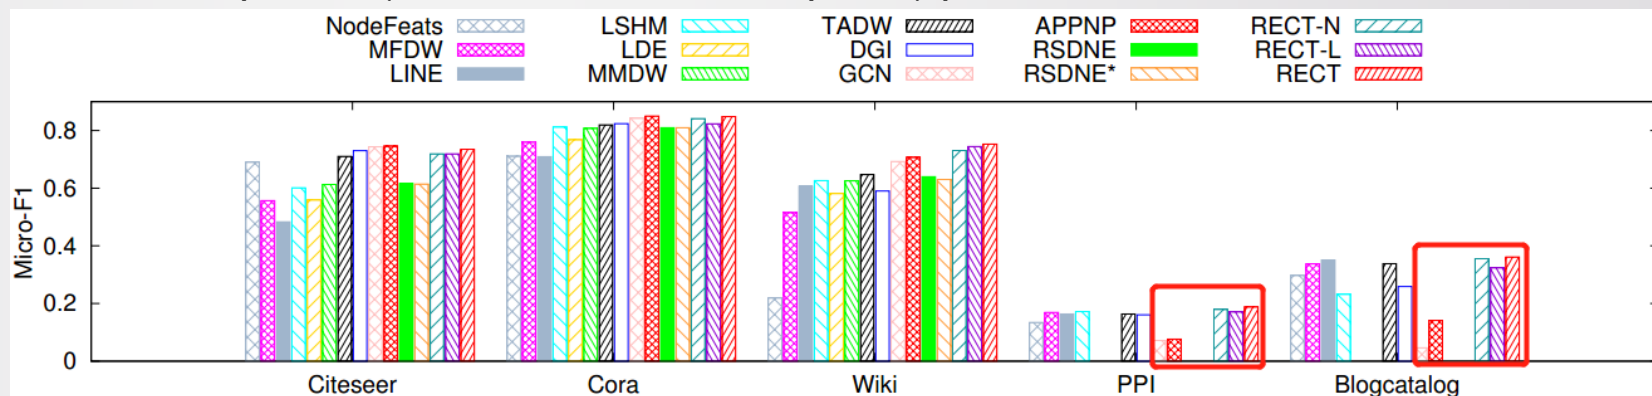 NodeFeats LSHM TADW APPNP RECT-N
MFDW LDE DGI RSDNE RECT-L
LINE MMDW GCN RSDNE* RECT
Micro-F1
0.8
0.6
0.4
0.2
0
Citeseer Cora Wiki PPI Blogcatalog